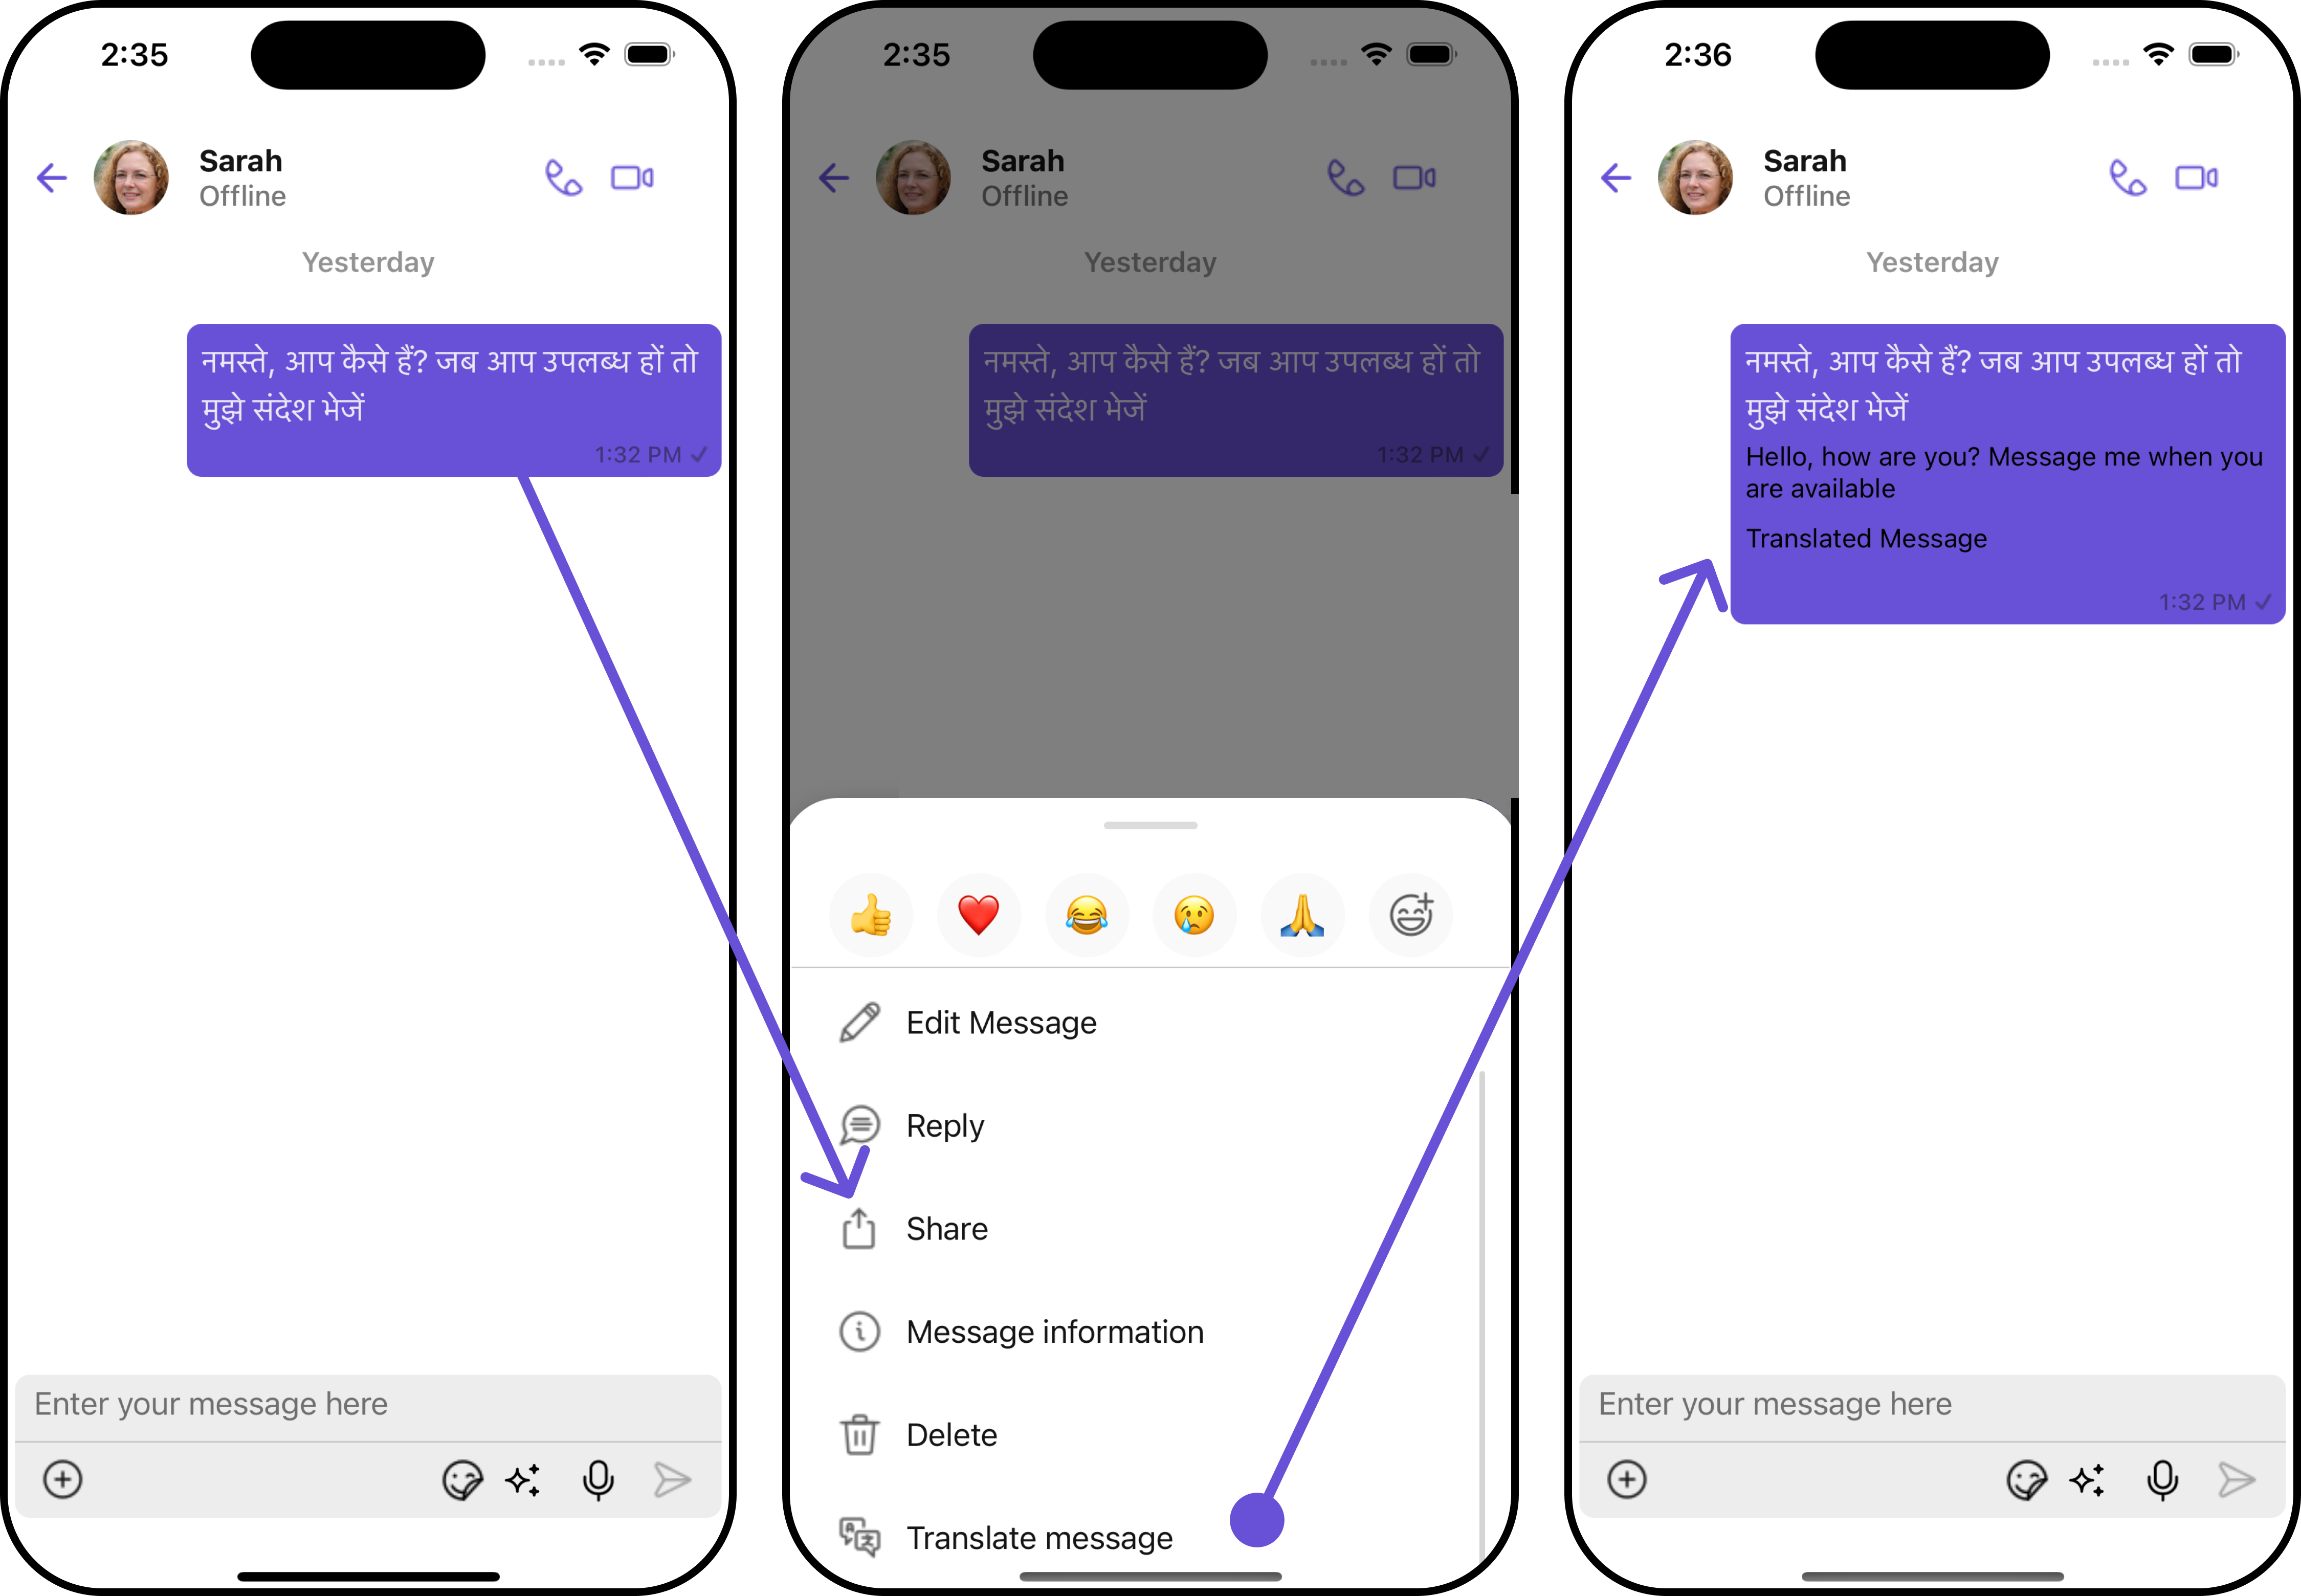 2:35
Sarah
Offline
Yesterday
नमस्ते, आप कैसे हैं? जब आप उपलब्ध हों तो
मुझे संदेश भेजें
1:32 PM
Enter your message here
2:35
Sarah
Offline
Yesterday
नमस्ते, आप कैसे हैं? जब आप उपलब्ध हों तो
मुझे संदेश भेजें
1:32 PM
Edit Message
Reply
Share
Message information
Delete
Translate message
2:36
Sarah
Offline
Yesterday
नमस्ते, आप कैसे हैं? जब आप उपलब्ध हों तो
मुझे संदेश भेजें
Hello, how are you? Message me when you
are available
Translated Message
1:32 PM
Enter your message here